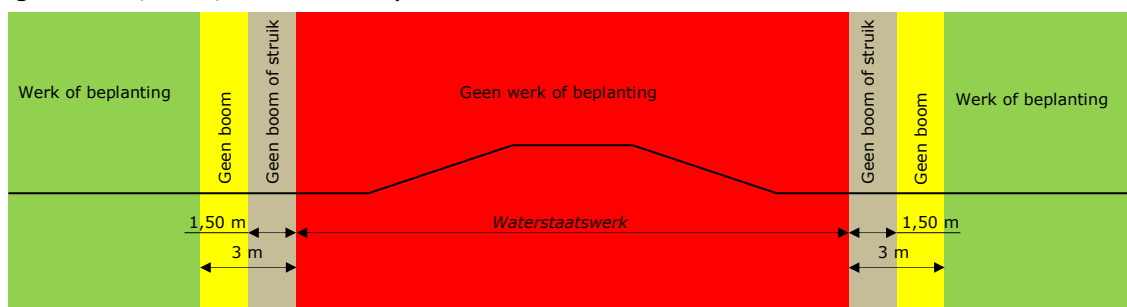 Werk of beplanting
Geen boom
Geen boom of struik
Geen werk of beplanting
Geen boom of struik
Geen boom
Werk of beplanting
1,50 m
Waterstaatswerk
1,50 m
3 m
3 m